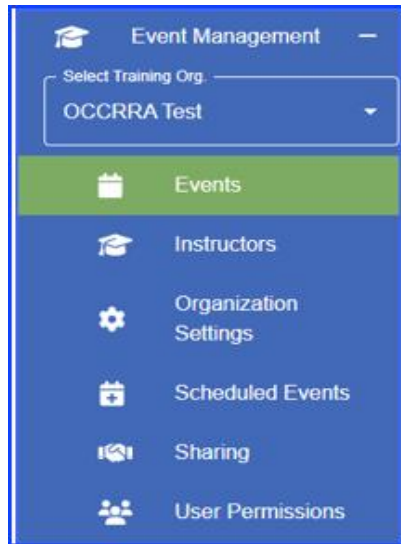 Event Management
Select Training Org.
OCCRRA Test
Events
Instructors
Organization
Settings
Scheduled Events
Sharing
User Permissions